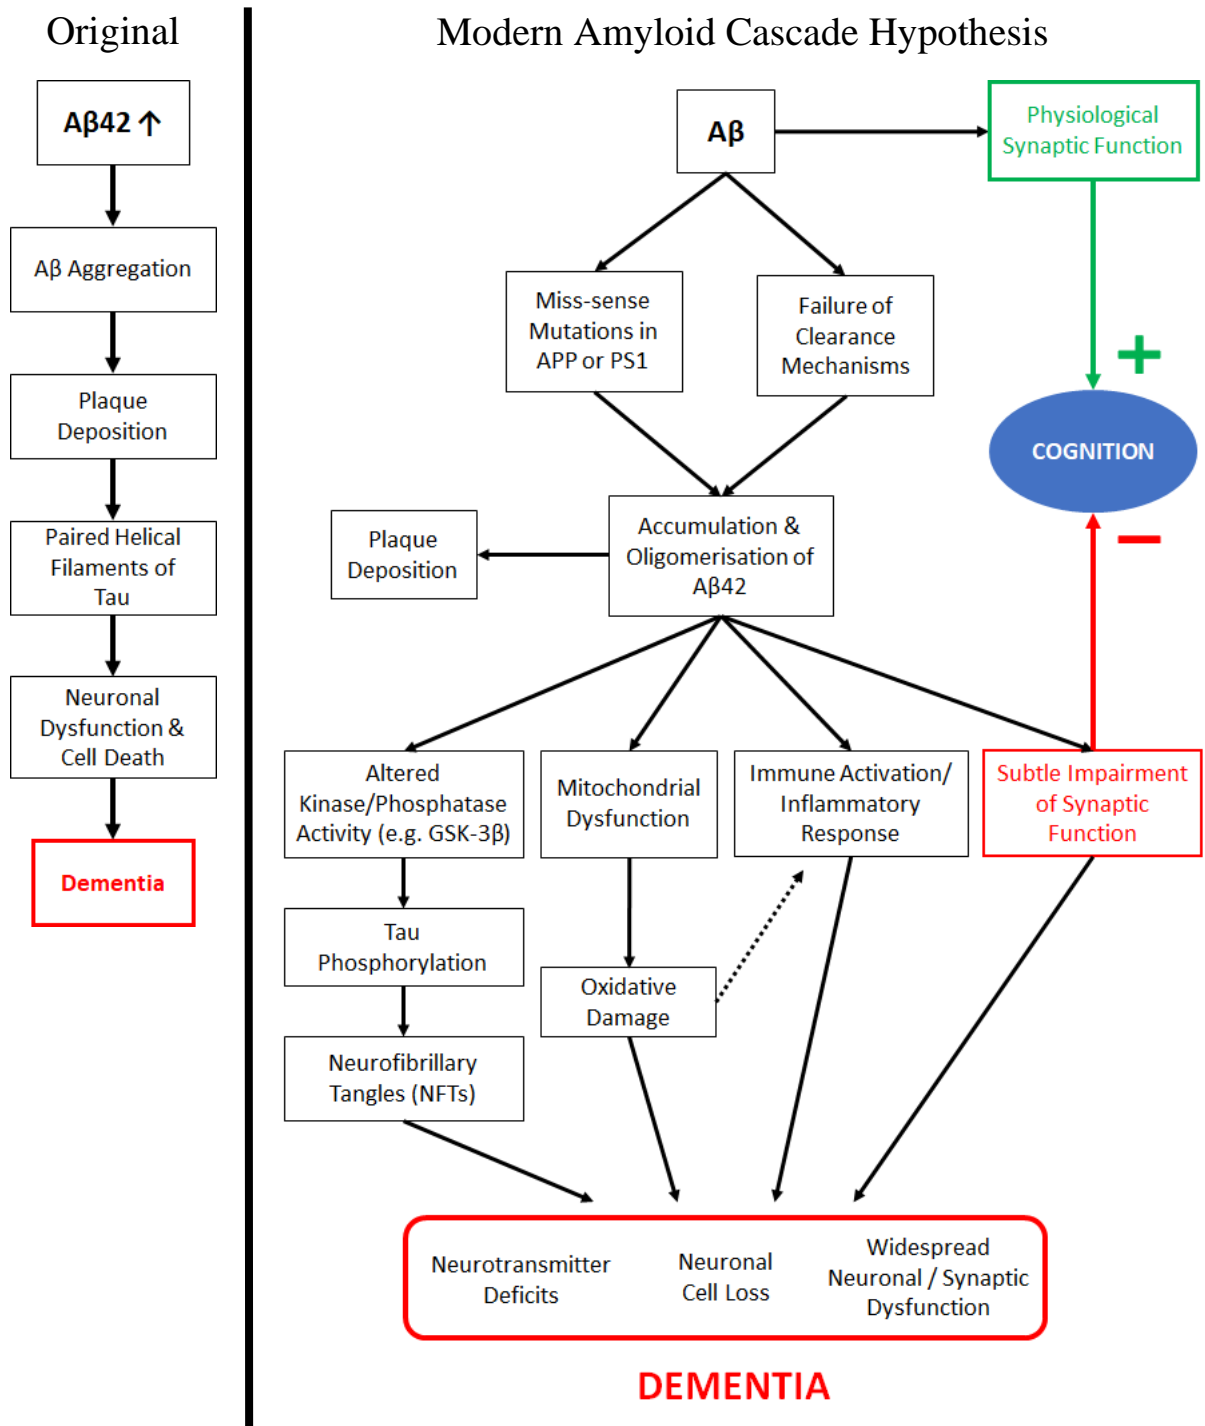 Original
Aβ42 ↑
Aβ Aggregation
Plaque
Deposition
Paired Helical
Filaments of
Tau
Neuronal
Dysfunction &
Cell Death
Dementia
Modern Amyloid Cascade Hypothesis
Aβ
Physiological
Synaptic Function
Miss-sense
Mutations in
APP or PS1
Failure of
Clearance
Mechanisms
+
COGNITION
−
Plaque
Deposition
Accumulation &
Oligomerisation of
Aβ42
Altered
Kinase/Phosphatase
Activity (e.g. GSK-3β)
Mitochondrial
Dysfunction
Immune Activation/
Inflammatory
Response
Subtle Impairment
of Synaptic
Function
Tau
Phosphorylation
Oxidative
Damage
Neurofibrillary
Tangles (NFTs)
Neurotransmitter
Deficits
Neuronal
Cell Loss
Widespread
Neuronal / Synaptic
Dysfunction
DEMENTIA